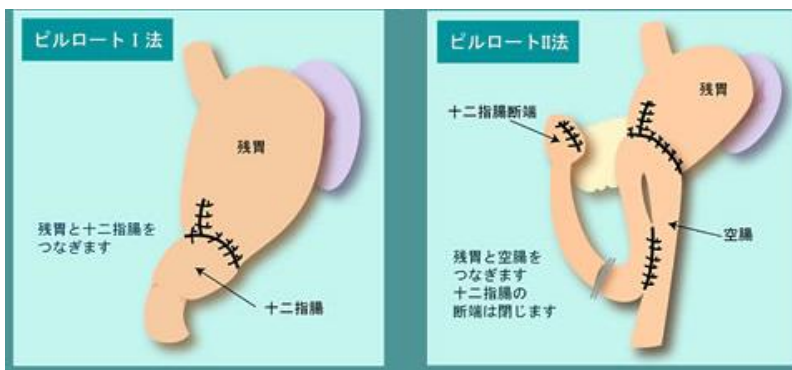 ビルロートⅠ法
残胃
残胃と十二指腸を
つなぎます
十二指腸
ビルロートⅡ法
残胃
十二指腸断端
空腸
残胃と空腸を
つなぎます
十二指腸の
断端は閉じます